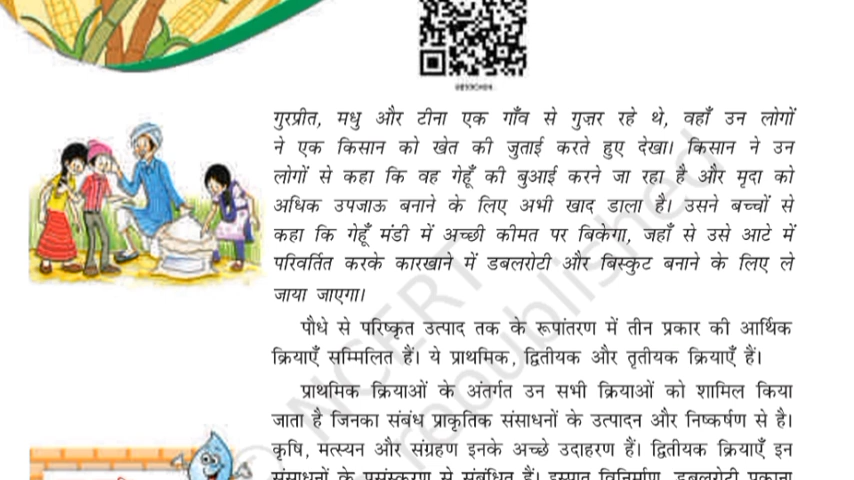 गुरप्रीत, मधु और टीना एक गाँव से गुज़र रहे थे, वहाँ उन लोगों
ने एक किसान को खेत की जुताई करते हुए देखा। किसान ने उन
लोगों से कहा कि वह गेहूँ की बुआई करने जा रहा है और मृदा को
अधिक उपजाऊ बनाने के लिए अभी खाद डाला है। उसने बच्चों से
कहा कि गेहूँ मंडी में अच्छी कीमत पर बिकेगा, जहाँ से उसे आटे में
परिवर्तित करके कारखाने में डबलरोटी और बिस्कुट बनाने के लिए ले
जाया जाएगा।
पौधे से परिष्कृत उत्पाद तक के रूपांतरण में तीन प्रकार की आर्थिक
क्रियाएँ सम्मिलित हैं। ये प्राथमिक, द्वितीयक और तृतीयक क्रियाएँ हैं।
प्राथमिक क्रियाओं के अंतर्गत उन सभी क्रियाओं को शामिल किया
जाता है जिनका संबंध प्राकृतिक संसाधनों के उत्पादन और निष्कर्षण से है।
कृषि, मत्स्यन और संग्रहण इनके अच्छे उदाहरण हैं। द्वितीयक क्रियाएँ इन
संसाधनों के प्रसंस्करण से संबंधित हैं। इस्पात विनिर्माण, डबलरोटी पकाना
© NCERT
republished